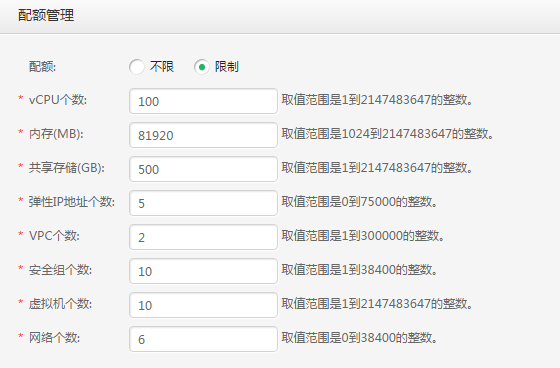 配额管理
配额: 不限 限制
* vCPU个数: 100 取值范围是1到2147483647的整数。
* 内存(MB): 81920 取值范围是1024到2147483647的整数。
* 共享存储(GB): 500 取值范围是1到2147483647的整数。
* 弹性IP地址个数: 5 取值范围是0到75000的整数。
* VPC个数: 2 取值范围是1到300000的整数。
* 安全组个数: 10 取值范围是1到38400的整数。
* 虚拟机个数: 10 取值范围是1到2147483647的整数。
* 网络个数: 6 取值范围是0到38400的整数。